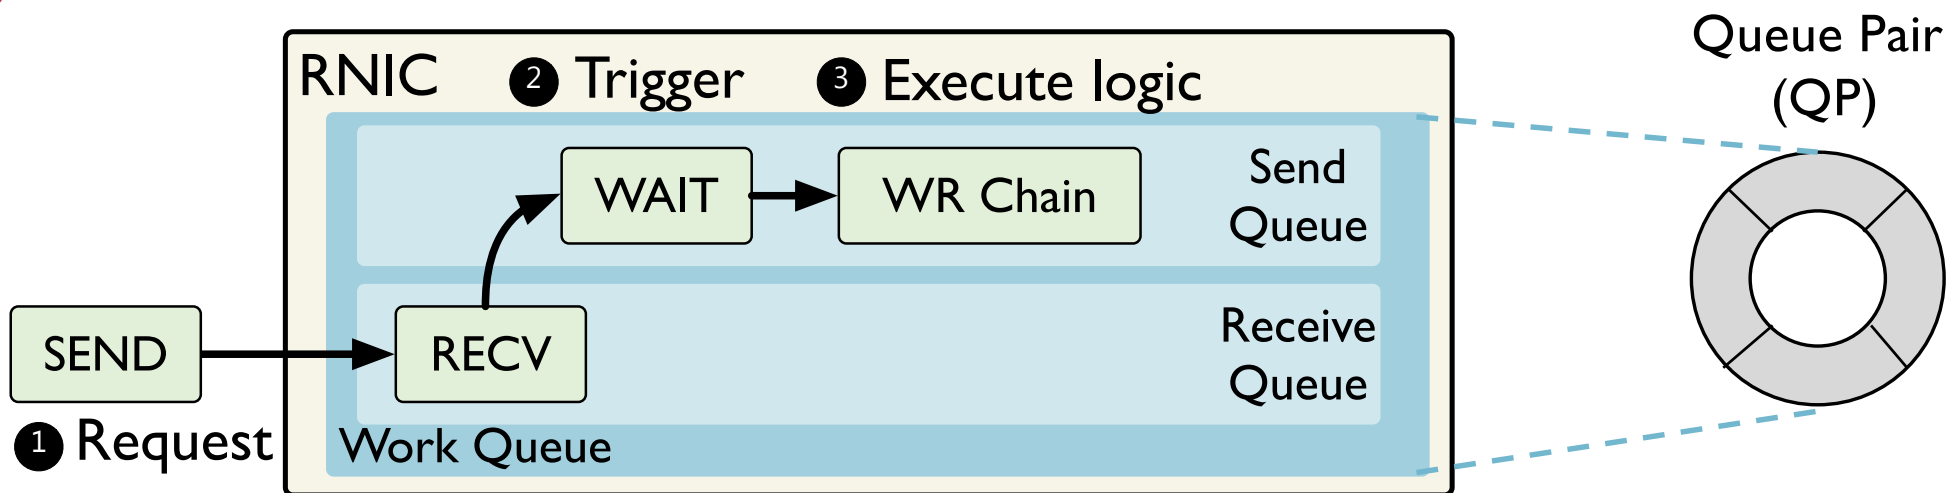 RNIC
2 Trigger
3 Execute logic
Queue Pair
(QP)
WAIT
WR Chain
Send
Queue
SEND
RECV
Receive
Queue
1 Request
Work Queue